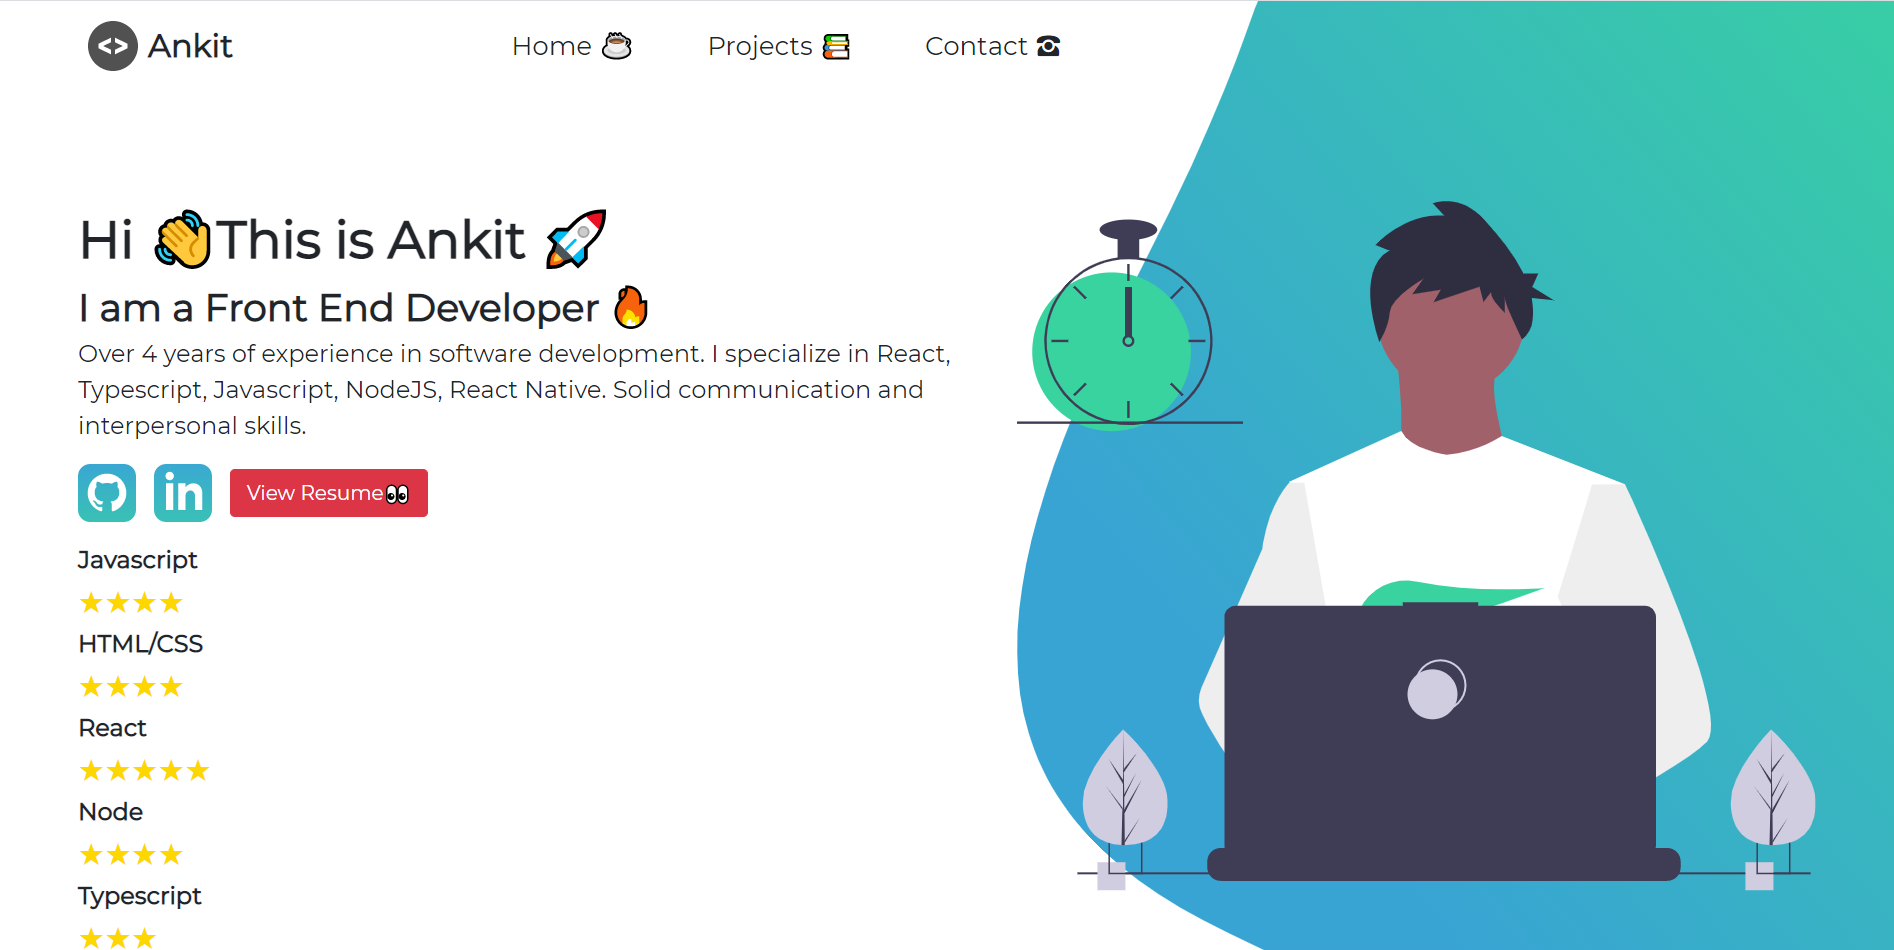 <> Ankit
Home ☕ Projects 📚 Contact ☎
Hi 👋This is Ankit 🚀
I am a Front End Developer 🔥
Over 4 years of experience in software development. I specialize in React,
Typescript, Javascript, NodeJS, React Native. Solid communication and
interpersonal skills.
in
View Resume👀
Javascript
★★★★
HTML/CSS
★★★★
React
★★★★★
Node
★★★★
Typescript
★★★